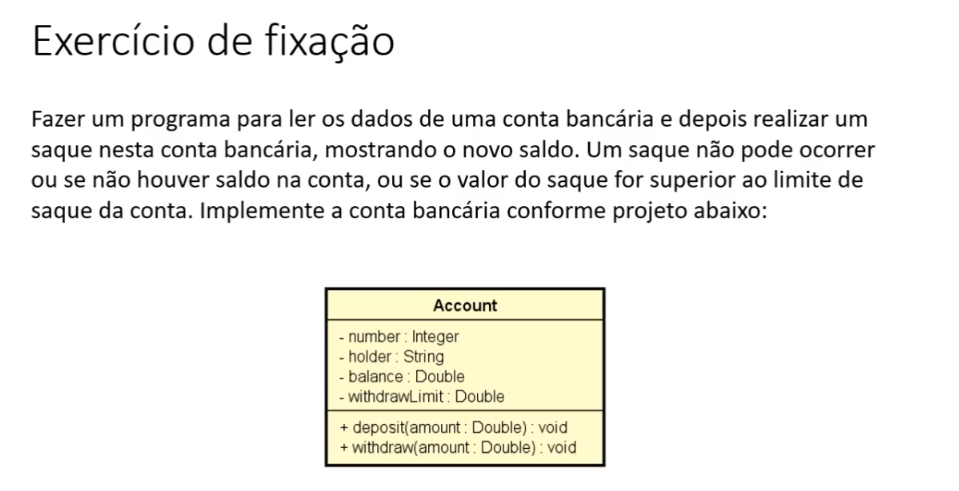 Exercício de fixação
Fazer um programa para ler os dados de uma conta bancária e depois realizar um
saque nesta conta bancária, mostrando o novo saldo. Um saque não pode ocorrer
ou se não houver saldo na conta, ou se o valor do saque for superior ao limite de
saque da conta. Implemente a conta bancária conforme projeto abaixo:
Account
- number : Integer
- holder : String
- balance : Double
- withdrawLimit : Double
+ deposit(amount : Double) : void
+ withdraw(amount : Double) : void